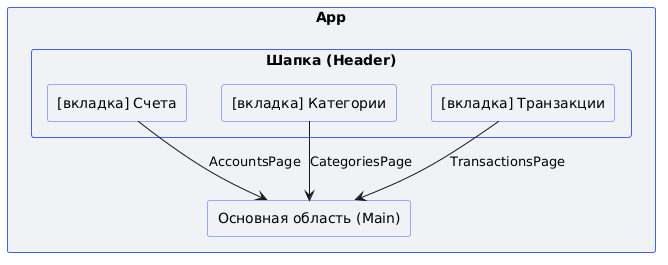 App
Шапка (Header)
[вкладка] Счета
[вкладка] Категории
[вкладка] Транзакции
AccountsPage
CategoriesPage
TransactionsPage
Основная область (Main)